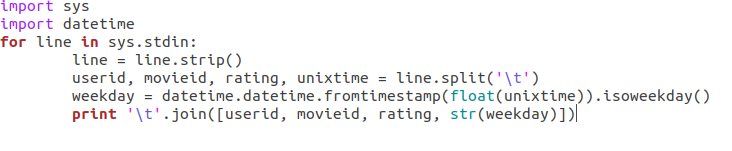 import sys
import datetime
for line in sys.stdin:
        line = line.strip()
        userid, movieid, rating, unixtime = line.split('\t')
        weekday = datetime.datetime.fromtimestamp(float(unixtime)).isoweekday()
        print '\t'.join([userid, movieid, rating, str(weekday)])